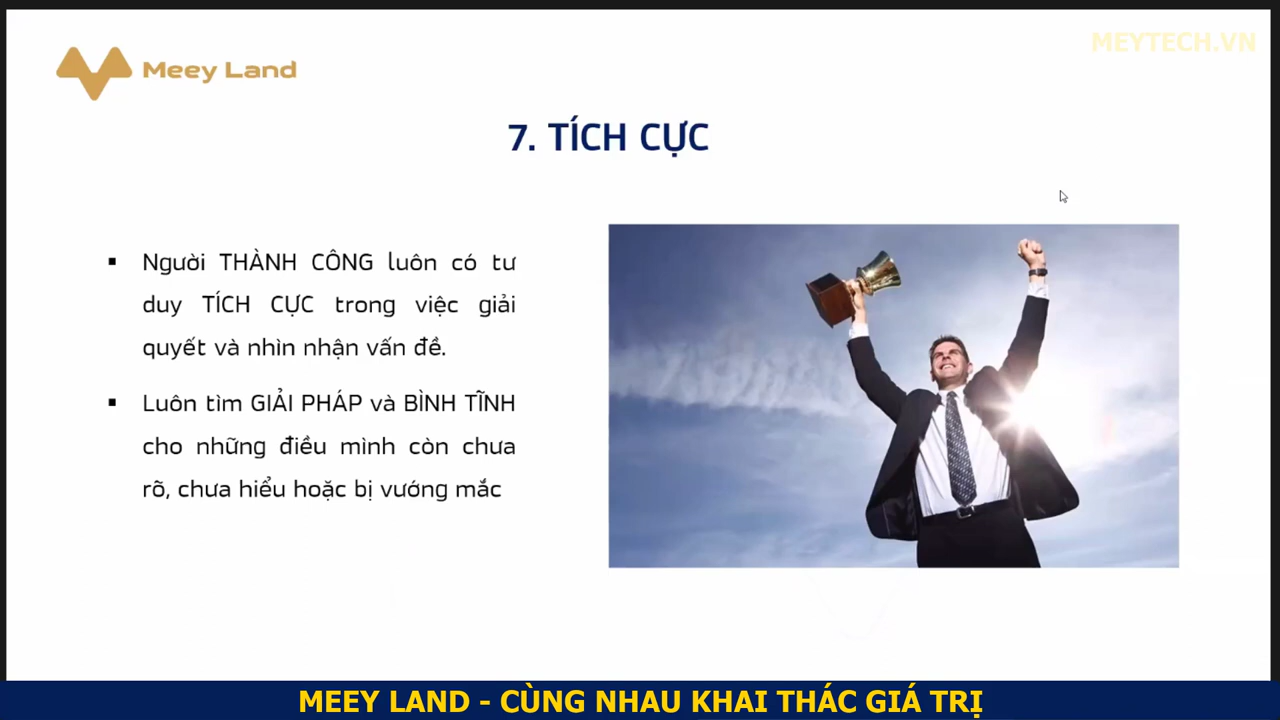 MEYTECH.VN
Meey Land
7. TÍCH CỰC
▪ Người THÀNH CÔNG luôn có tư
duy TÍCH CỰC trong việc giải
quyết và nhìn nhận vấn đề.
▪ Luôn tìm GIẢI PHÁP và BÌNH TĨNH
cho những điều mình còn chưa
rõ, chưa hiểu hoặc bị vướng mắc
MEEY LAND - CÙNG NHAU KHAI THÁC GIÁ TRỊ